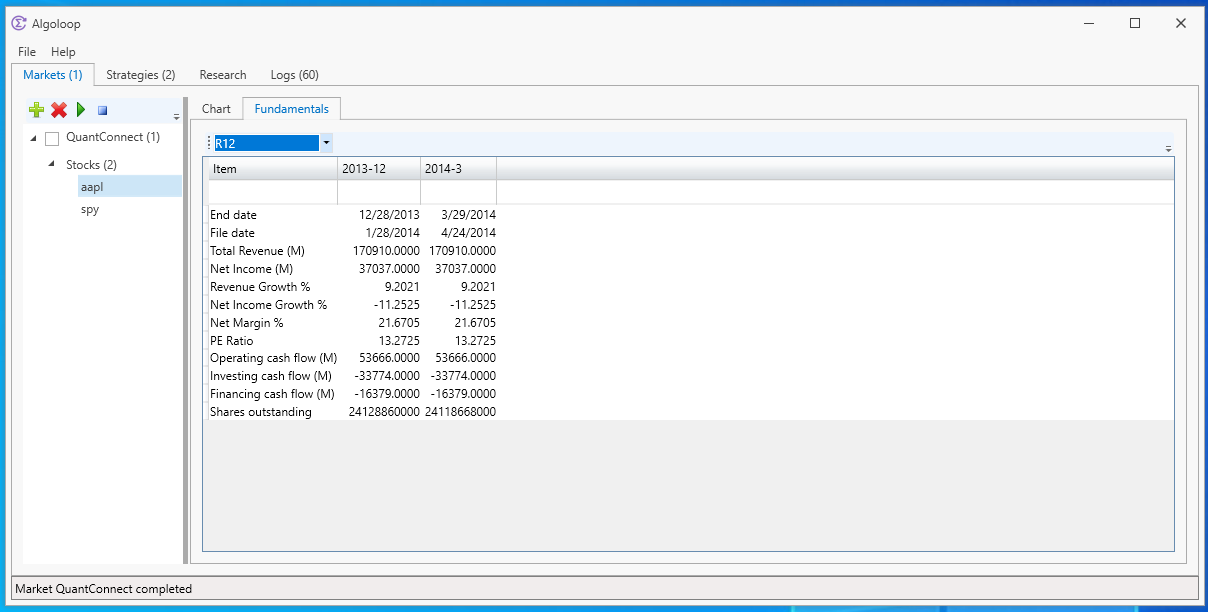 Algoloop
File Help
Markets (1) Strategies (2) Research Logs (60)
Chart Fundamentals
QuantConnect (1)
Stocks (2)
aapl
spy
R12
Item 2013-12 2014-3
End date 12/28/2013 3/29/2014
File date 1/28/2014 4/24/2014
Total Revenue (M) 170910.0000 170910.0000
Net Income (M) 37037.0000 37037.0000
Revenue Growth % 9.2021 9.2021
Net Income Growth % -11.2525 -11.2525
Net Margin % 21.6705 21.6705
PE Ratio 13.2725 13.2725
Operating cash flow (M) 53666.0000 53666.0000
Investing cash flow (M) -33774.0000 -33774.0000
Financing cash flow (M) -16379.0000 -16379.0000
Shares outstanding 24128860000 24118668000
Market QuantConnect completed